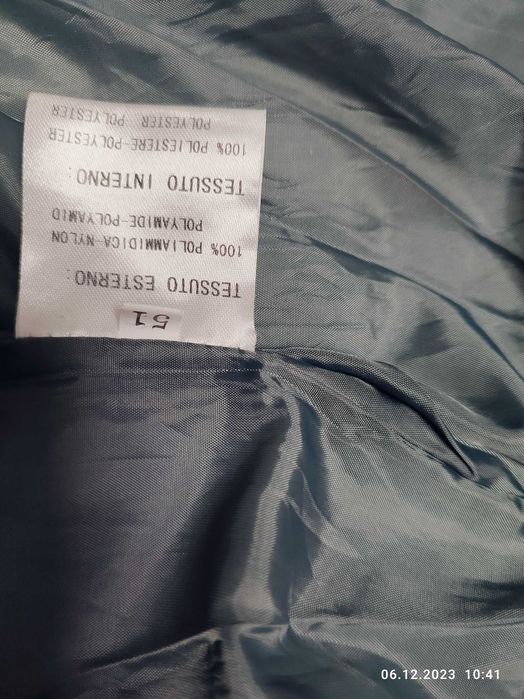 51
TESSUTO ESTERNO:
100% POLIAMMIDICA-NYLON
POLYAMIDE-POLYAMID
TESSUTO INTERNO:
100% POLIESTERE-POLYESTER
POLYESTER POLYESTER
06.12.2023 10:41